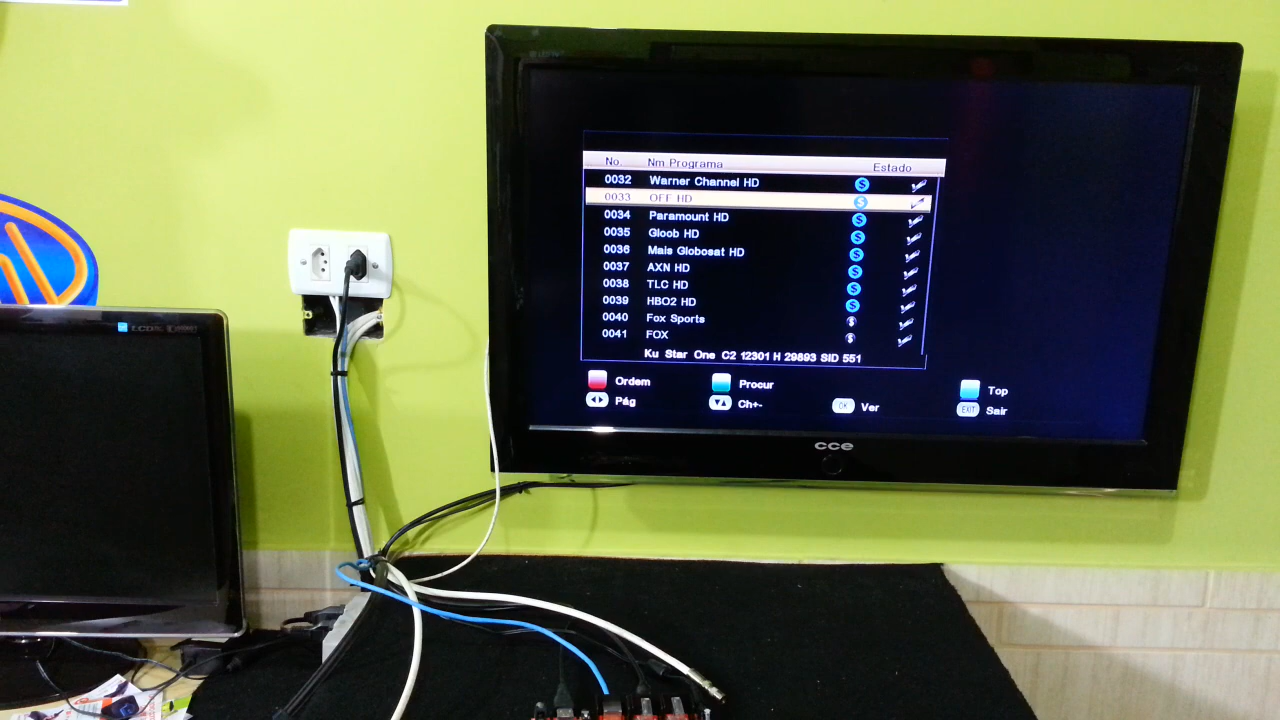 No. Nm Programa Estado
0032 Warner Channel HD $
0033 OFF HD $
0034 Paramount HD $
0035 Gloob HD $
0036 Mais Globosat HD $
0037 AXN HD $
0038 TLC HD $
0039 HBO2 HD $
0040 Fox Sports $
0041 FOX $
Ku Star One C2 12301 H 29893 SID 551
Ordem Procur Top
Pág Ch+- OK Ver EXIT Sair
cce